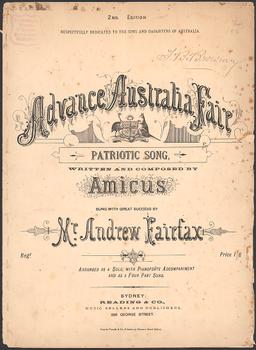 2ND. EDITION
RESPECTFULLY DEDICATED TO THE SONS AND DAUGHTERS OF AUSTRALIA.
Advance Australia Fair
PATRIOTIC SONG,
WRITTEN AND COMPOSED BY
Amicus
SUNG WITH GREAT SUCCESS BY
Mr. Andrew Fairfax
Regd
Price 1/6
ARRANGED AS A SOLO, WITH PIANOFORTE ACCOMPANIMENT
AND AS A FOUR PART SONG.
SYDNEY;
READING & CO,
MUSIC SELLERS AND PUBLISHERS,
356 GEORGE STREET.